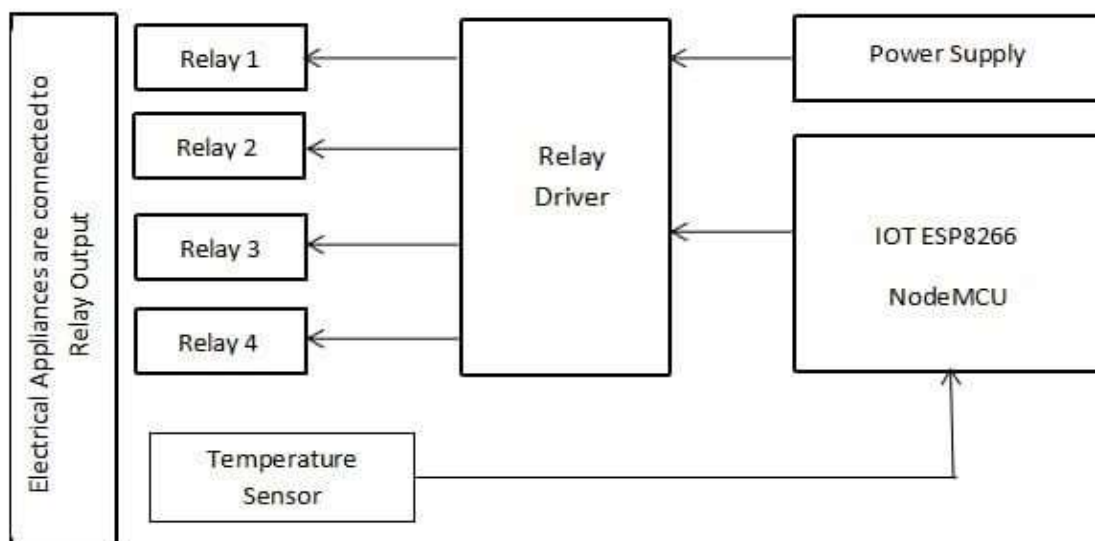 Electrical Appliances are connected to
Relay Output
Relay 1
Relay 2
Relay 3
Relay 4
Temperature
Sensor
Relay
Driver
Power Supply
IOT ESP8266
NodeMCU